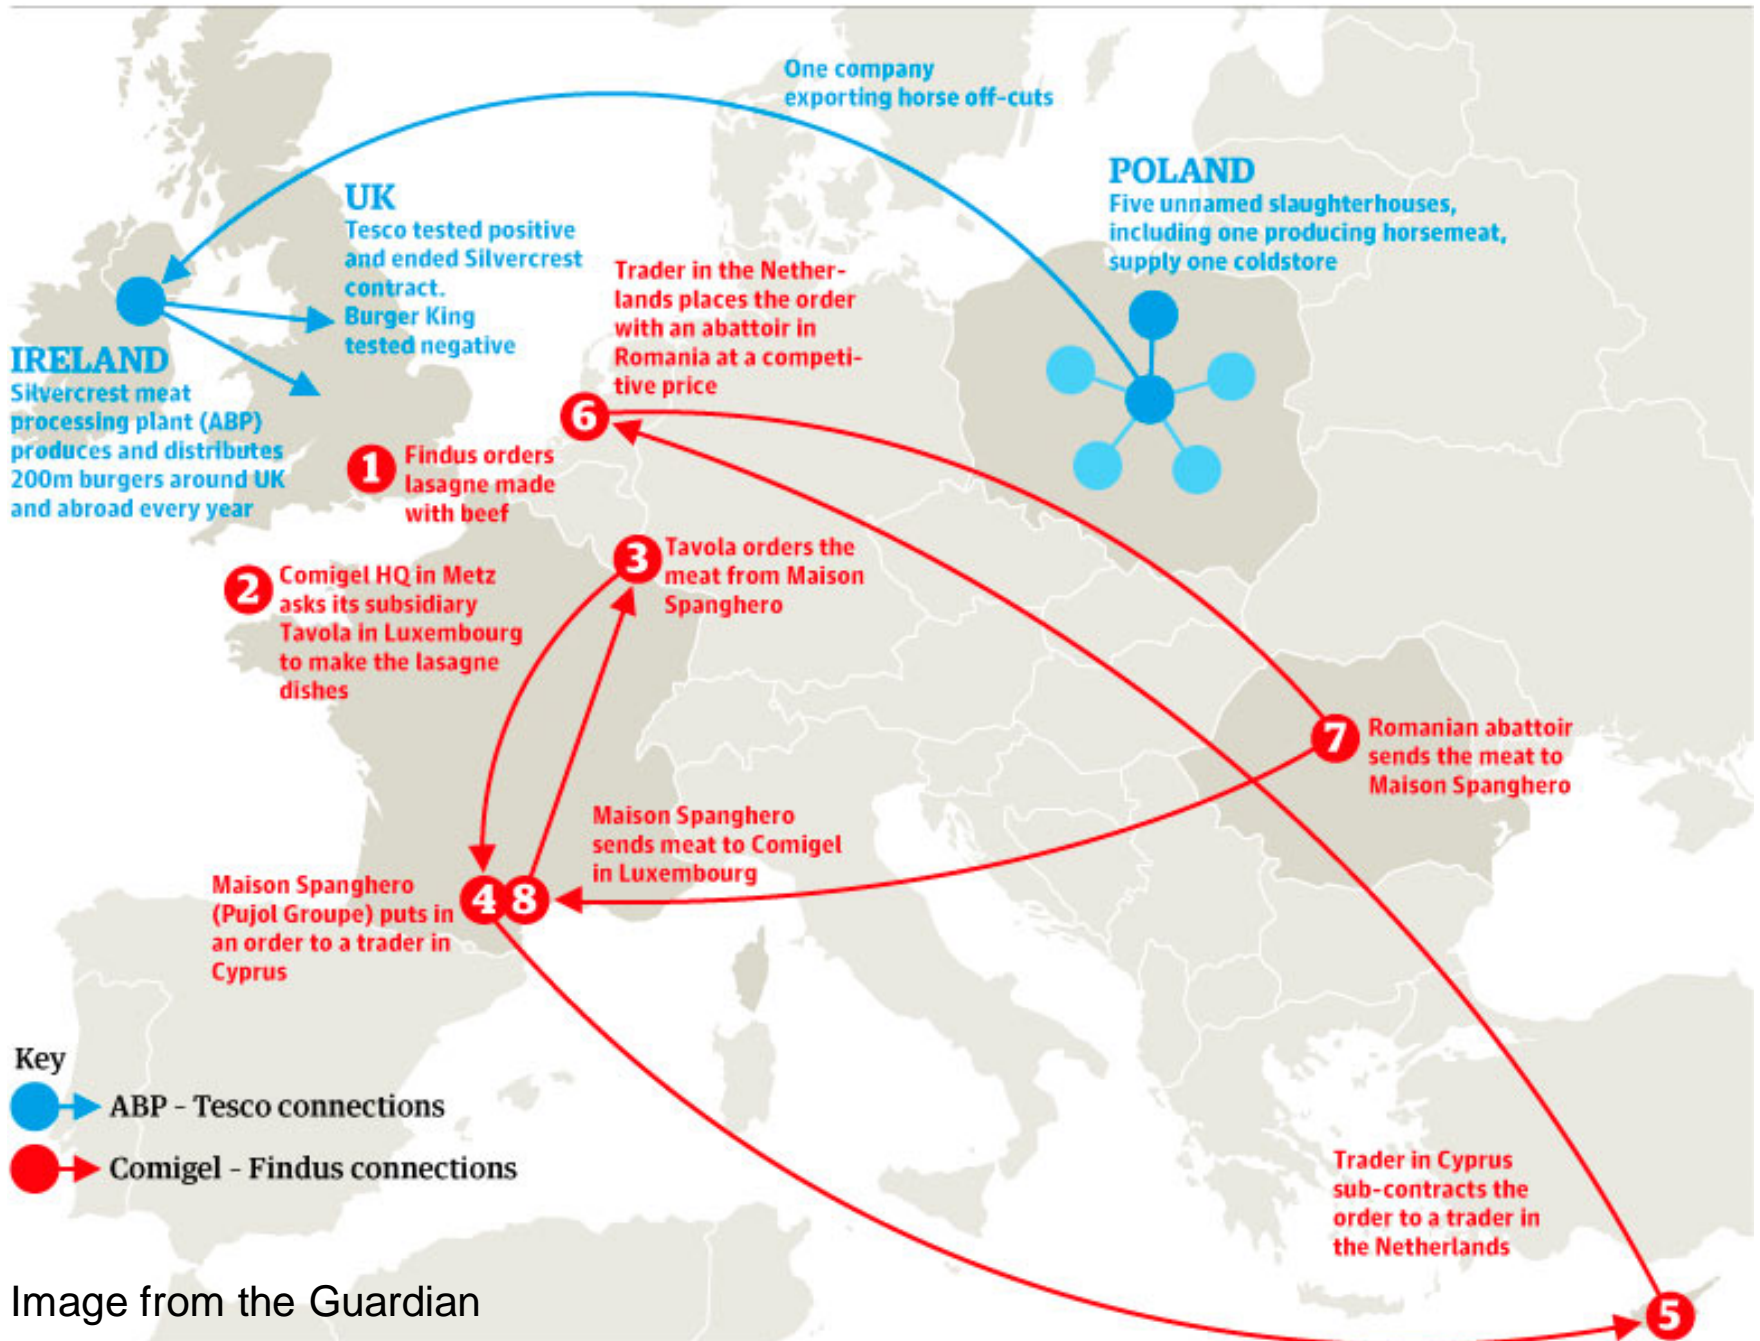 One company
exporting horse off-cuts
POLAND
Five unnamed slaughterhouses,
including one producing horsemeat,
supply one coldstore
UK
Tesco tested positive
and ended Silvercrest
contract.
Burger King
tested negative
IRELAND
Silvercrest meat
processing plant (ABP)
produces and distributes
200m burgers around UK
and abroad every year
1
Findus orders
lasagne made
with beef
2
Comigel HQ in Metz
asks its subsidiary
Tavola in Luxembourg
to make the lasagne
dishes
3
Tavola orders the
meat from Maison
Spanghero
4
Maison Spanghero
(Pujol Groupe) puts in
an order to a trader in
Cyprus
5
Trader in Cyprus
sub-contracts the
order to a trader in
the Netherlands
6
Trader in the Nether-
lands places the order
with an abattoir in
Romania at a competi-
tive price
7
Romanian abattoir
sends the meat to
Maison Spanghero
8
Maison Spanghero
sends meat to Comigel
in Luxembourg
Key
ABP - Tesco connections
Comigel - Findus connections
Image from the Guardian